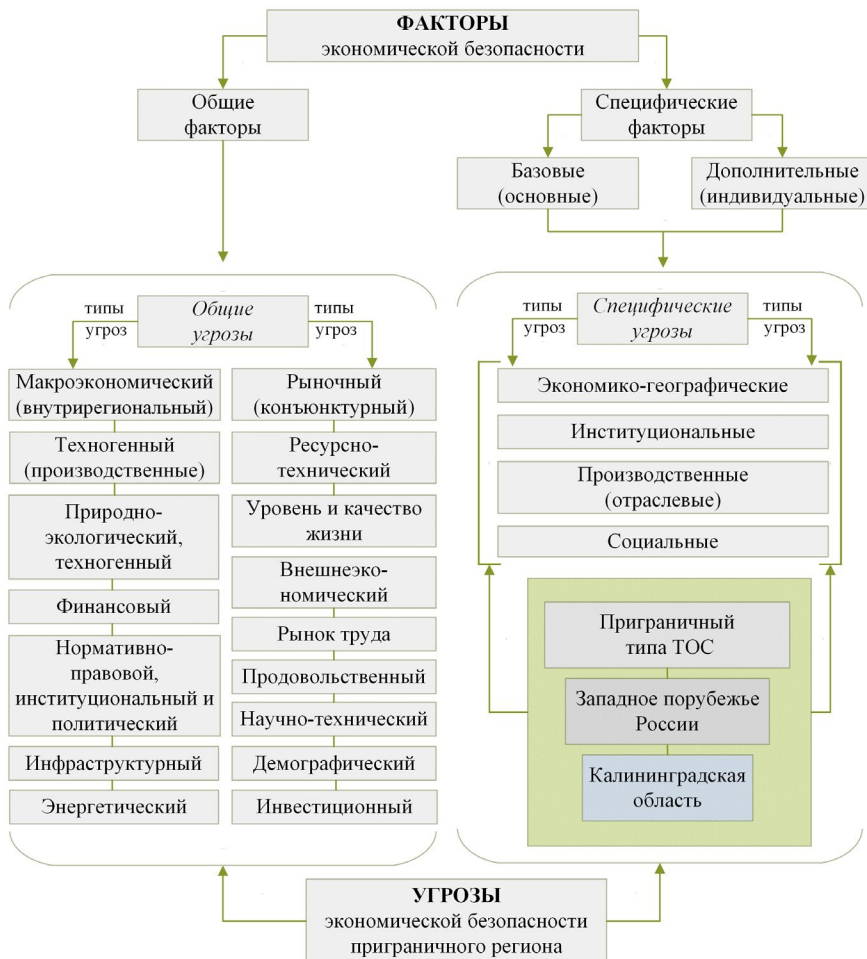 ФАКТОРЫ
экономической безопасности
Общие
факторы
Специфические
факторы
Базовые
(основные)
Дополнительные
(индивидуальные)
типы
угроз
Общие
угрозы
типы
угроз
Макроэкономический
(внутрирегиональный)
Техногенный
(производственные)
Природно-
экологический,
техногенный
Финансовый
Нормативно-
правовой,
институциональный и
политический
Инфраструктурный
Энергетический
Рыночный
(конъюнктурный)
Ресурсно-
технический
Уровень и качество
жизни
Внешнеэко-
номический
Рынок труда
Продовольственный
Научно-технический
Демографический
Инвестиционный
типы
угроз
Специфические
угрозы
типы
угроз
Экономико-географические
Институциональные
Производственные
(отраслевые)
Социальные
Приграничный
типа ТОС
Западное порубежье
России
Калининградская
область
УГРОЗЫ
экономической безопасности
приграничного региона